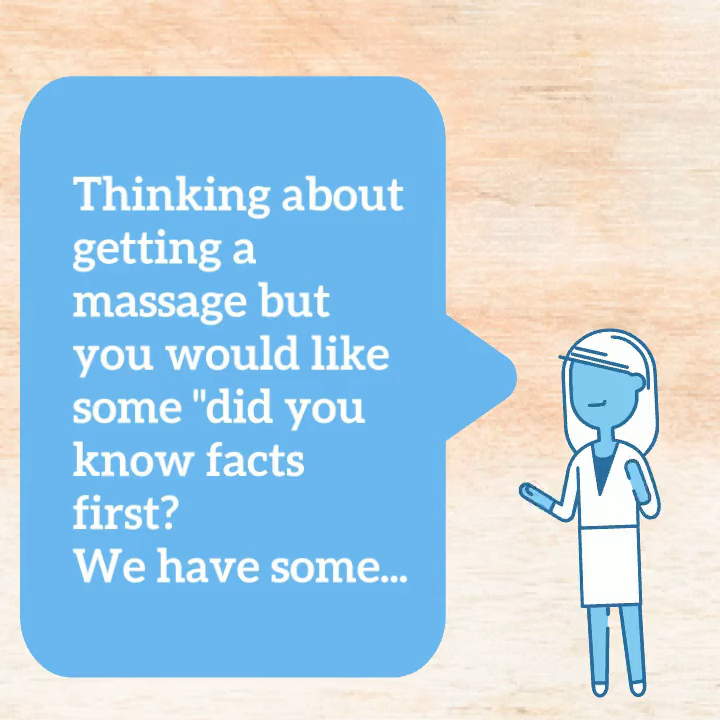 Thinking about
getting a
massage but
you would like
some "did you
know facts
first?
We have some...